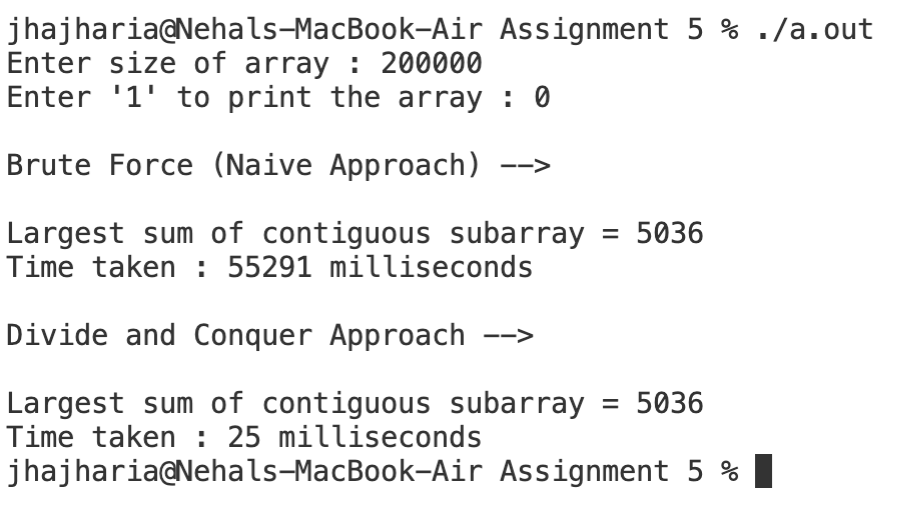 jhajharia@Nehals-MacBook-Air Assignment 5 % ./a.out
Enter size of array : 200000
Enter '1' to print the array : 0
Brute Force (Naive Approach) -->
Largest sum of contiguous subarray = 5036
Time taken : 55291 milliseconds
Divide and Conquer Approach -->
Largest sum of contiguous subarray = 5036
Time taken : 25 milliseconds
jhajharia@Nehals-MacBook-Air Assignment 5 %